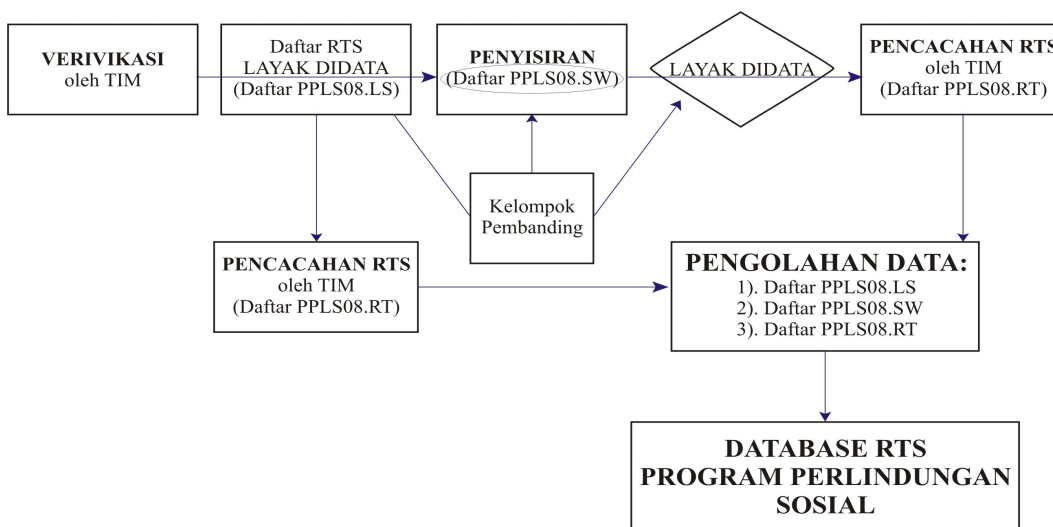 VERIVIKASI
oleh TIM
Daftar RTS
LAYAK DIDATA
(Daftar PPLS08.LS)
PENYISIRAN
(Daftar PPLS08.SW)
LAYAK DIDATA
PENCACAHAN RTS
oleh TIM
(Daftar PPLS08.RT)
Kelompok
Pembanding
PENCACAHAN RTS
oleh TIM
(Daftar PPLS08.RT)
PENGOLAHAN DATA:
1). Daftar PPLS08.LS
2). Daftar PPLS08.SW
3). Daftar PPLS08.RT
DATABASE RTS
PROGRAM PERLINDUNGAN
SOSIAL